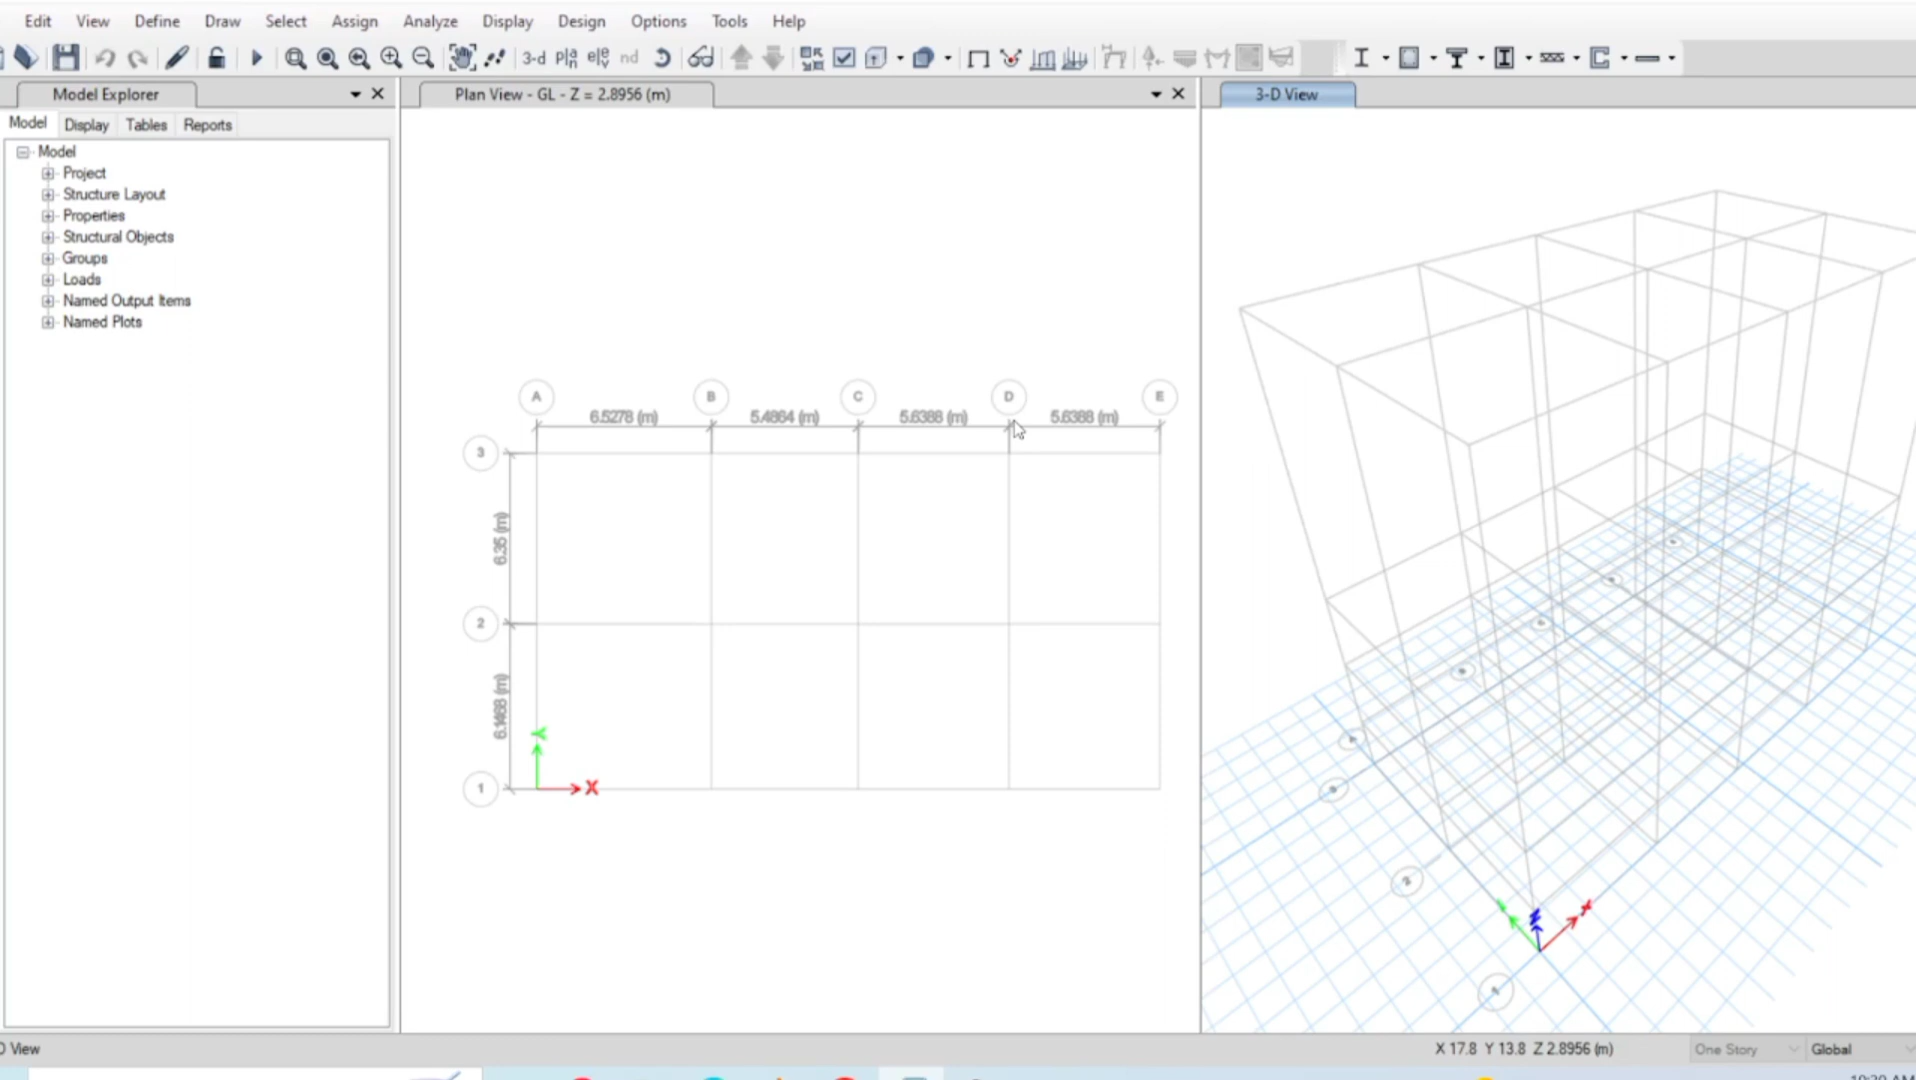 Edit View Define Draw Select Assign Analyze Display Design Options Tools Help
3-d nd
Model Explorer
Plan View - GL - Z = 2.8956 (m)
3-D View
Model Display Tables Reports
Model
Project
Structure Layout
Properties
Structural Objects
Groups
Loads
Named Output Items
Named Plots
A B C D E
6.5278 (m) 5.4864 (m) 5.6388 (m) 5.6388 (m)
3
6.35 (m)
2
6.1468 (m)
1
Y
X
2
D View
X 17.8 Y 13.8 Z 2.8956 (m)
One Story
Global